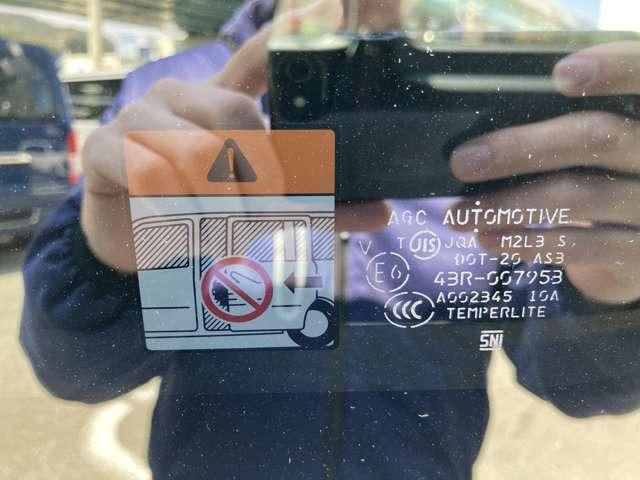 AGC AUTOMOTIVE
V T JIS JQA M2L3 S
DOT-20 AS3
E6 43R-007953
CCC A002345 10A
TEMPERLITE
SNI